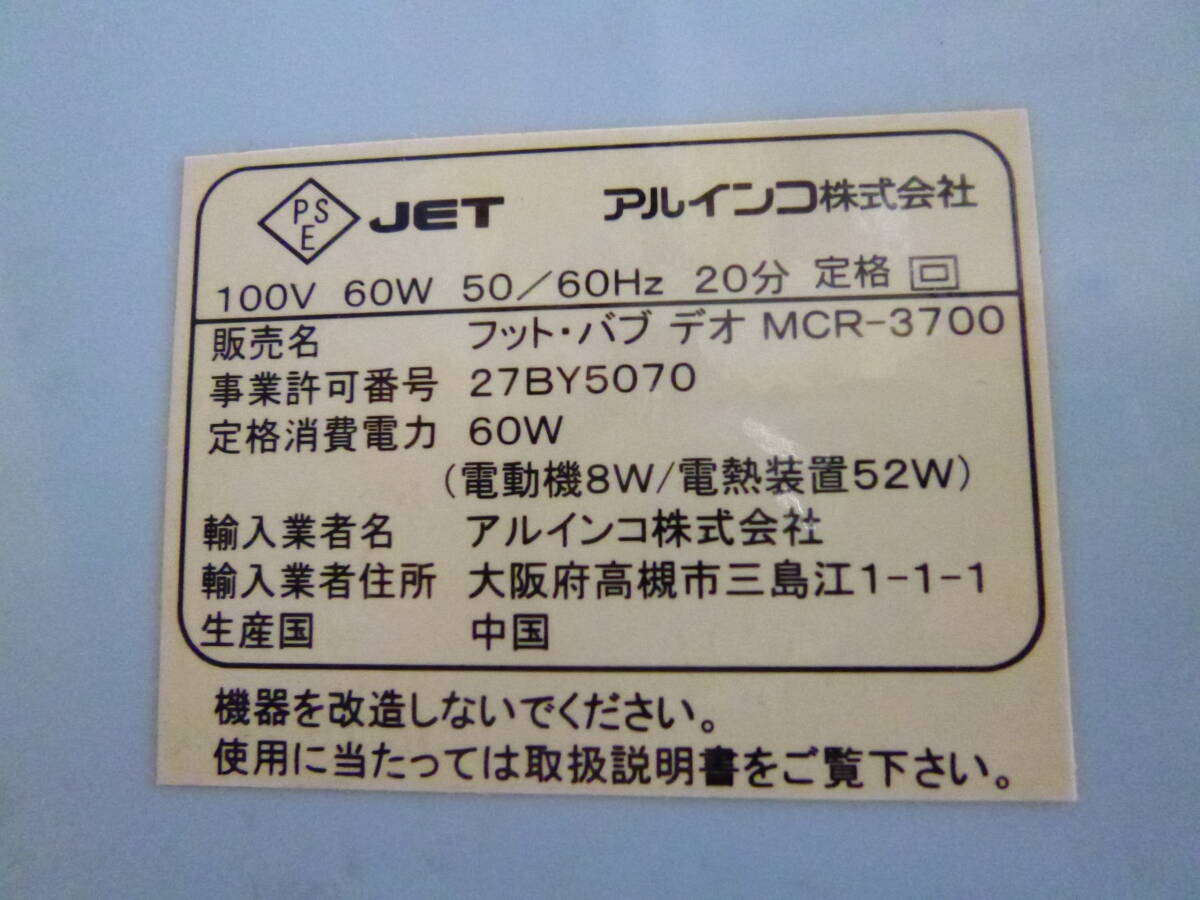 PSE JET アルインコ株式会社
100V 60W 50/60Hz 20分 定格
販売名 フット・バブ デオ MCR-3700
事業許可番号 27BY5070
定格消費電力 60W
(電動機8W/電熱装置52W)
輸入業者名 アルインコ株式会社
輸入業者住所 大阪府高槻市三島江1-1-1
生産国 中国
機器を改造しないでください。
使用に当たっては取扱説明書をご覧下さい。